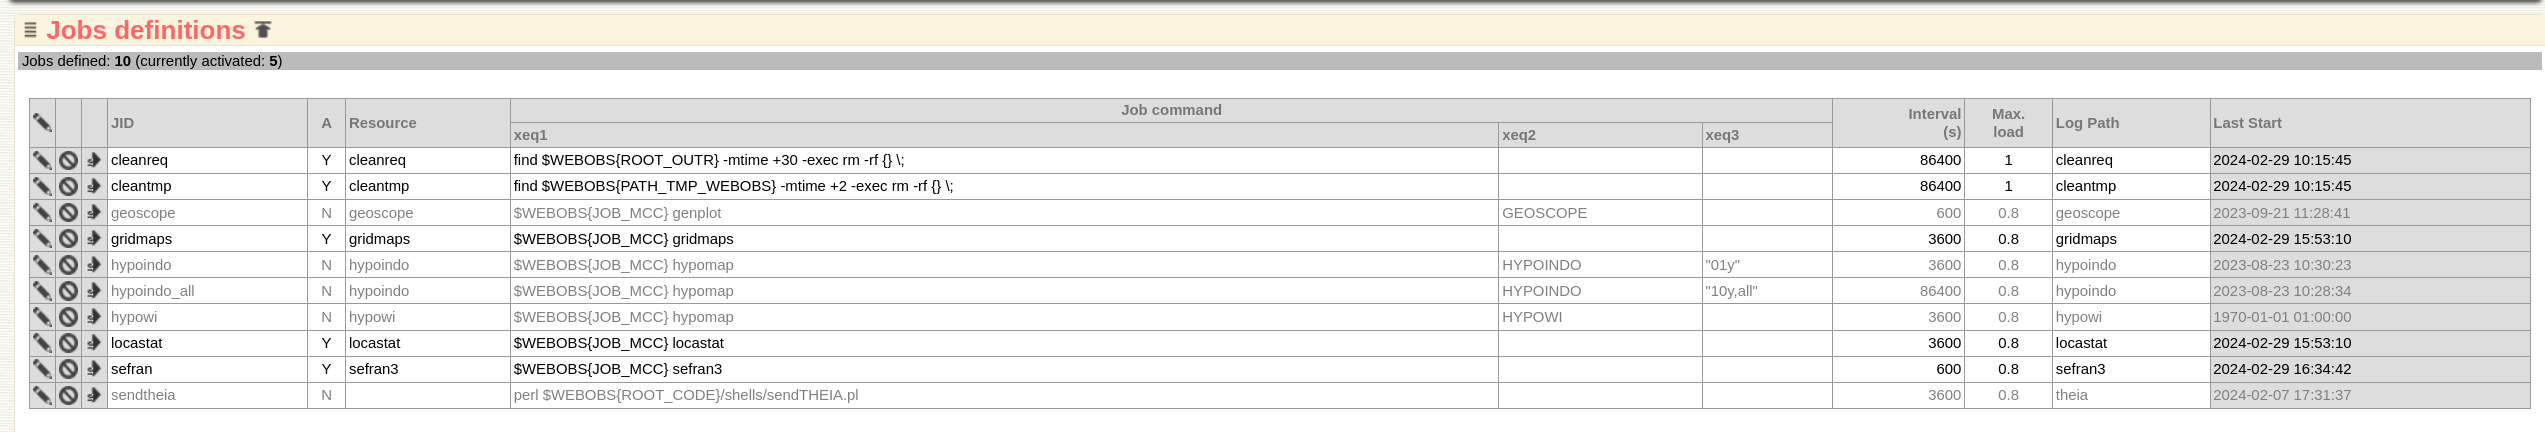 Jobs definitions
Jobs defined: 10 (currently activated: 5)
JID A Resource Job command Interval (s) Max. load Log Path Last Start
xeq1 xeq2 xeq3
cleanreq Y cleanreq find $WEBOBS{ROOT_OUTR} -mtime +30 -exec rm -rf {} \; 86400 1 cleanreq 2024-02-29 10:15:45
cleantmp Y cleantmp find $WEBOBS{PATH_TMP_WEBOBS} -mtime +2 -exec rm -rf {} \; 86400 1 cleantmp 2024-02-29 10:15:45
geoscope N geoscope $WEBOBS{JOB_MCC} genplot GEOSCOPE 600 0.8 geoscope 2023-09-21 11:28:41
gridmaps Y gridmaps $WEBOBS{JOB_MCC} gridmaps 3600 0.8 gridmaps 2024-02-29 15:53:10
hypoindo N hypoindo $WEBOBS{JOB_MCC} hypomap HYPOINDO "01y" 3600 0.8 hypoindo 2023-08-23 10:30:23
hypoindo_all N hypoindo $WEBOBS{JOB_MCC} hypomap HYPOINDO "10y,all" 86400 0.8 hypoindo 2023-08-23 10:28:34
hypowi N hypowi $WEBOBS{JOB_MCC} hypomap HYPOWI 3600 0.8 hypowi 1970-01-01 01:00:00
locastat Y locastat $WEBOBS{JOB_MCC} locastat 3600 0.8 locastat 2024-02-29 15:53:10
sefran Y sefran3 $WEBOBS{JOB_MCC} sefran3 600 0.8 sefran3 2024-02-29 16:34:42
sendtheia N perl $WEBOBS{ROOT_CODE}/shells/sendTHEIA.pl 3600 0.8 theia 2024-02-07 17:31:37